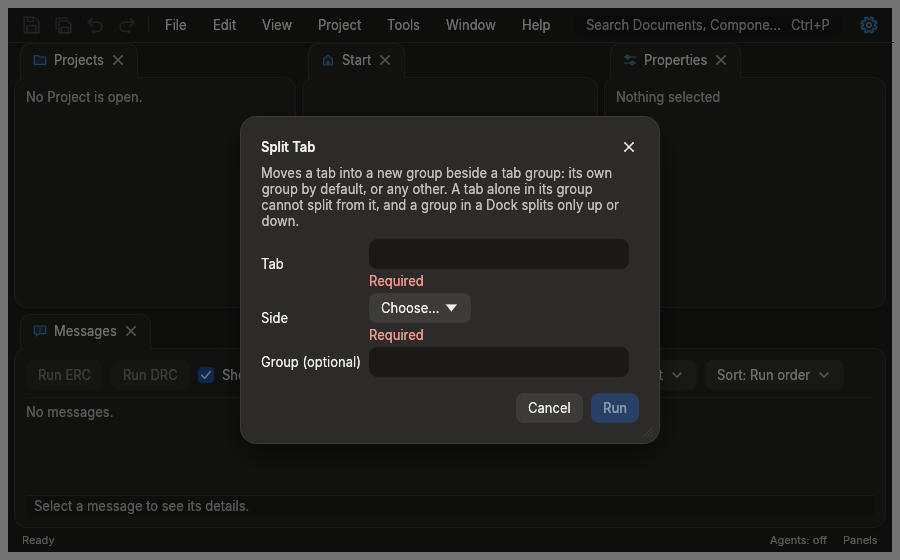 File Edit View Project Tools Window Help Search Documents, Compone... Ctrl+P
Projects Start Properties
No Project is open. Nothing selected
Split Tab
Moves a tab into a new group beside a tab group: its own
group by default, or any other. A tab alone in its group
cannot split from it, and a group in a Dock splits only up or
down.
Tab
Required
Side Choose...
Required
Group (optional)
Cancel Run
Messages
Run ERC Run DRC Sort: Run order
No messages.
Select a message to see its details.
Ready Agents: off Panels